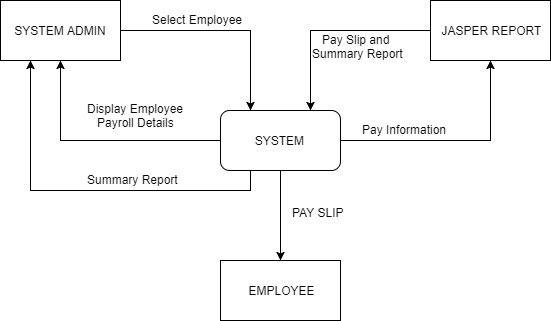 Select Employee
SYSTEM ADMIN
JASPER REPORT
Pay Slip and
Summary Report
Display Employee
Payroll Details
Pay Information
SYSTEM
Summary Report
PAY SLIP
EMPLOYEE